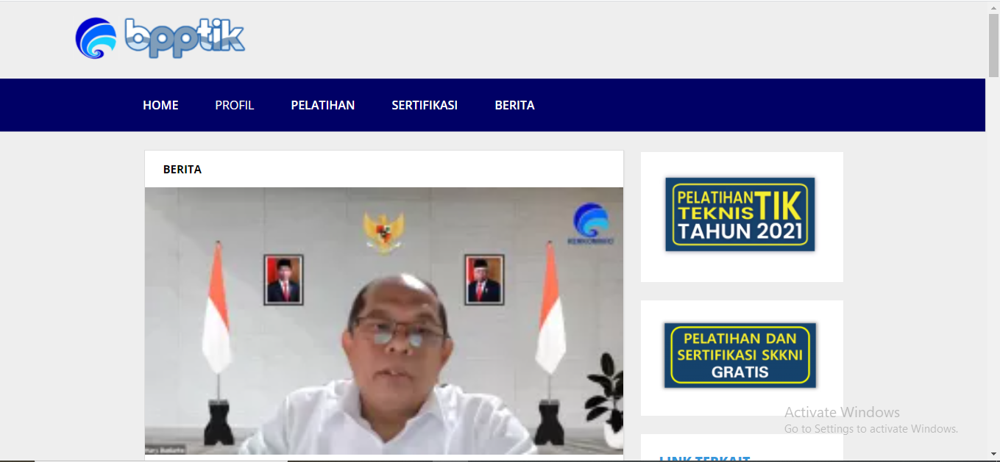 bpptik
HOME PROFIL PELATIHAN SERTIFIKASI BERITA
BERITA
KEMKOMINFO
PELATIHAN TIK
TEKNIS
TAHUN 2021
PELATIHAN DAN
SERTIFIKASI SKKNI
GRATIS
Activate Windows
Go to Settings to activate Windows.
LINK TERKAIT